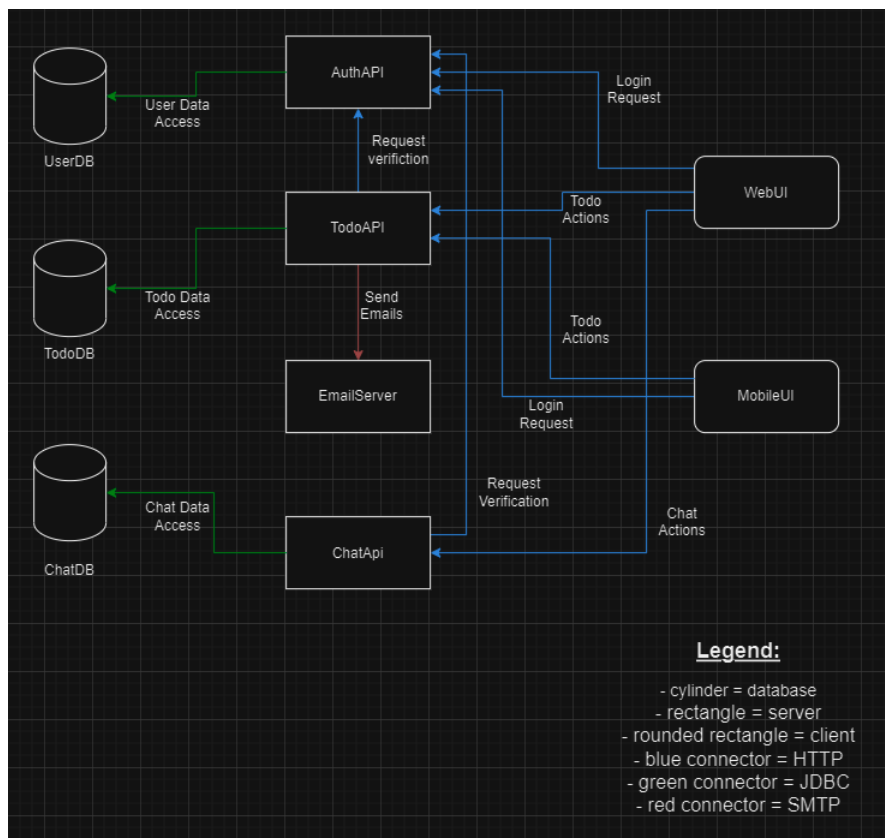 AuthAPI
User Data
Access
UserDB
Login
Request
Request
verifiction
WebUI
TodoAPI
Todo
Actions
Todo Data
Access
TodoDB
Send
Emails
Todo
Actions
EmailServer
MobileUI
Login
Request
Request
Verification
Chat Data
Access
Chat
Actions
ChatApi
ChatDB
Legend:
- cylinder = database
- rectangle = server
- rounded rectangle = client
- blue connector = HTTP
- green connector = JDBC
- red connector = SMTP